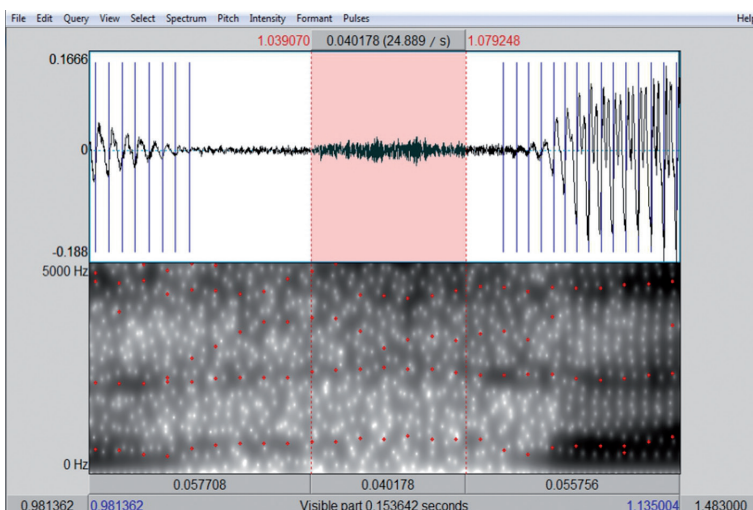 File Edit Query View Select Spectrum Pitch Intensity Formant Pulses Help
1.039070 0.040178 (24.889 / s) 1.079248
0.1666
0
-0.188
5000 Hz
0 Hz
0.057708 0.040178 0.055756
0.981362 0.981362 Visible part 0.153642 seconds 1.135004 1.483000